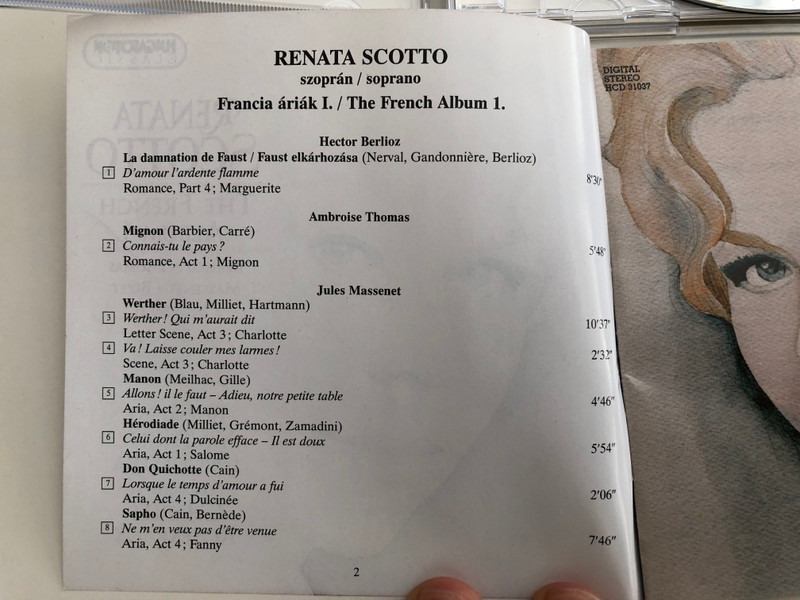 RENATA SCOTTO
szoprán / soprano
Francia áriák I. / The French Album 1.
Hector Berlioz
La damnation de Faust / Faust elkárhozása (Nerval, Gandonnière, Berlioz)
1 D'amour l'ardente flamme 8'30"
Romance, Part 4; Marguerite
Ambroise Thomas
Mignon (Barbier, Carré)
2 Connais-tu le pays? 5'48"
Romance, Act 1; Mignon
Jules Massenet
Werther (Blau, Milliet, Hartmann)
3 Werther! Qui m'aurait dit 10'37"
Letter Scene, Act 3; Charlotte
4 Va! Laisse couler mes larmes! 2'32"
Scene, Act 3; Charlotte
Manon (Meilhac, Gille)
5 Allons! il le faut – Adieu, notre petite table 4'46"
Aria, Act 2; Manon
Hérodiade (Milliet, Grémont, Zamadini)
6 Celui dont la parole efface – Il est doux 5'54"
Aria, Act 1; Salome
Don Quichotte (Cain)
7 Lorsque le temps d'amour a fui 2'06"
Aria, Act 4; Dulcinée
Sapho (Cain, Bernède)
8 Ne m'en veux pas d'être venue 7'46"
Aria, Act 4; Fanny
2
DIGITAL
STEREO
HCD 31037